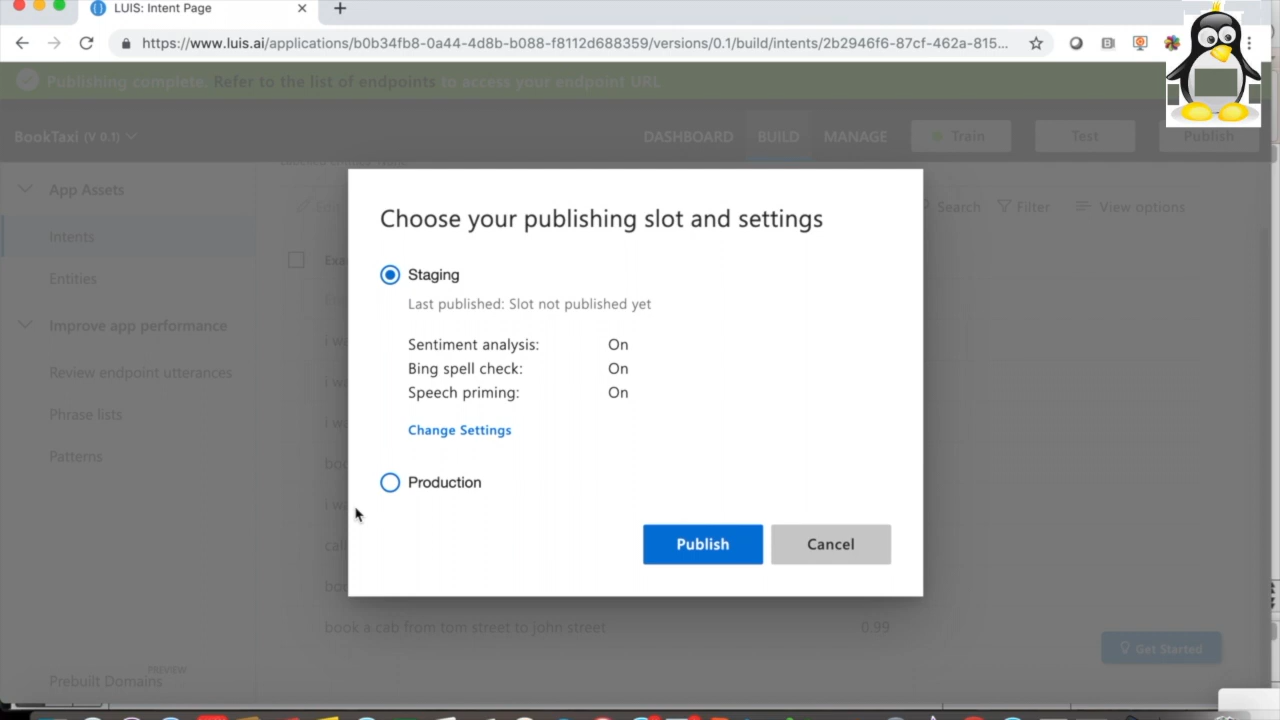 LUIS: Intent Page
https://www.luis.ai/applications/b0b34fb8-0a44-4d8b-bb88-f8112d688359/versions/0.1/build/intents/2b2946f6-87cf-462a-815...
Publishing complete. Refer to the list of endpoints to access your endpoint URL
BookTaxi (V 0.1)
DASHBOARD BUILD MANAGE Train Test Publish
App Assets
Edit
Search Filter View options
Intents
Entities
Improve app performance
Review endpoint utterances
Phrase lists
Patterns
Choose your publishing slot and settings
Staging
Last published: Slot not published yet
Sentiment analysis: On
Bing spell check: On
Speech priming: On
Change Settings
Production
Publish Cancel
book a cab from tom street to john street 0.99
Get Started
PREVIEW
Prebuilt Domains